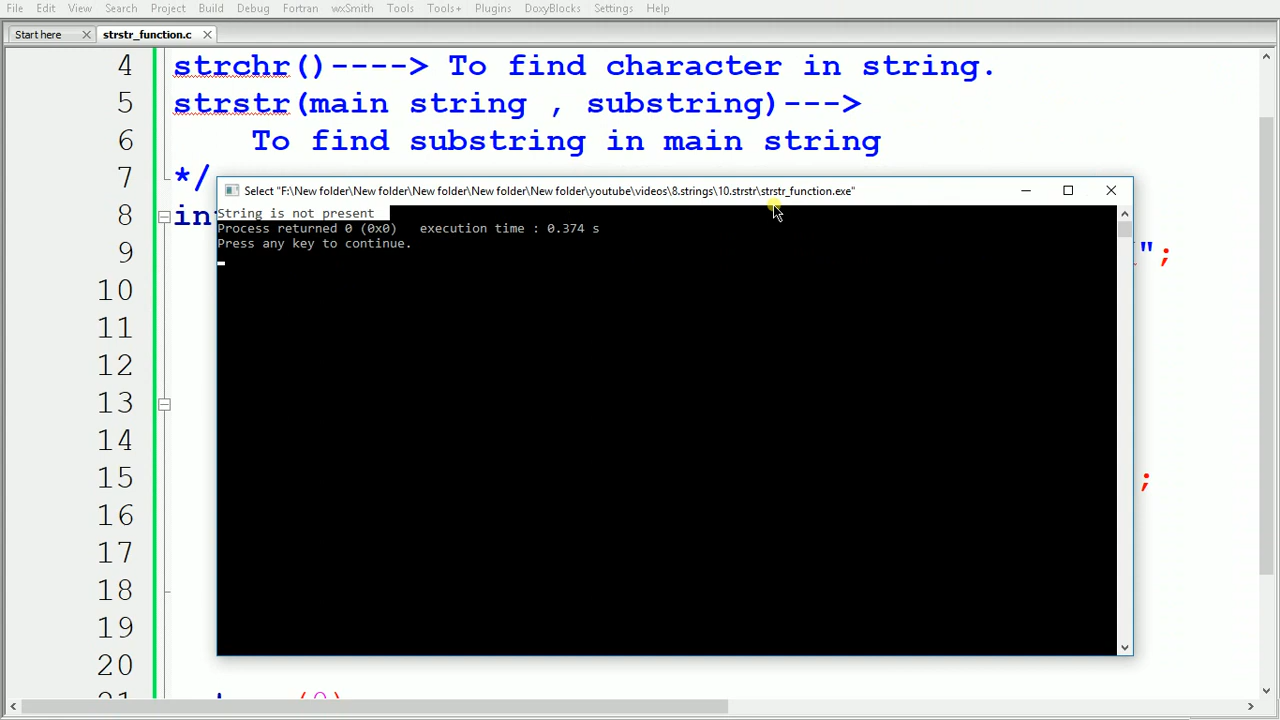 File Edit View Search Project Build Debug Fortran wxSmith Tools Tools+ Plugins DoxyBlocks Settings Help
Start here strstr_function.c
4 strchr()----> To find character in string.
5 strstr(main string , substring)--->
6 To find substring in main string
7 */
Select "F:\New folder\New folder\New folder\New folder\New folder\youtube\videos\8.strings\10.strstr\strstr_function.exe"
8 in
String is not present
Process returned 0 (0x0) execution time : 0.374 s
Press any key to continue.
9 ";
10
11
12
13
14
15 ;
16
17
18
19
20